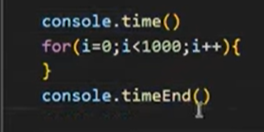 console.time()
for(i=0;i<1000;i++){
}
console.timeEnd()